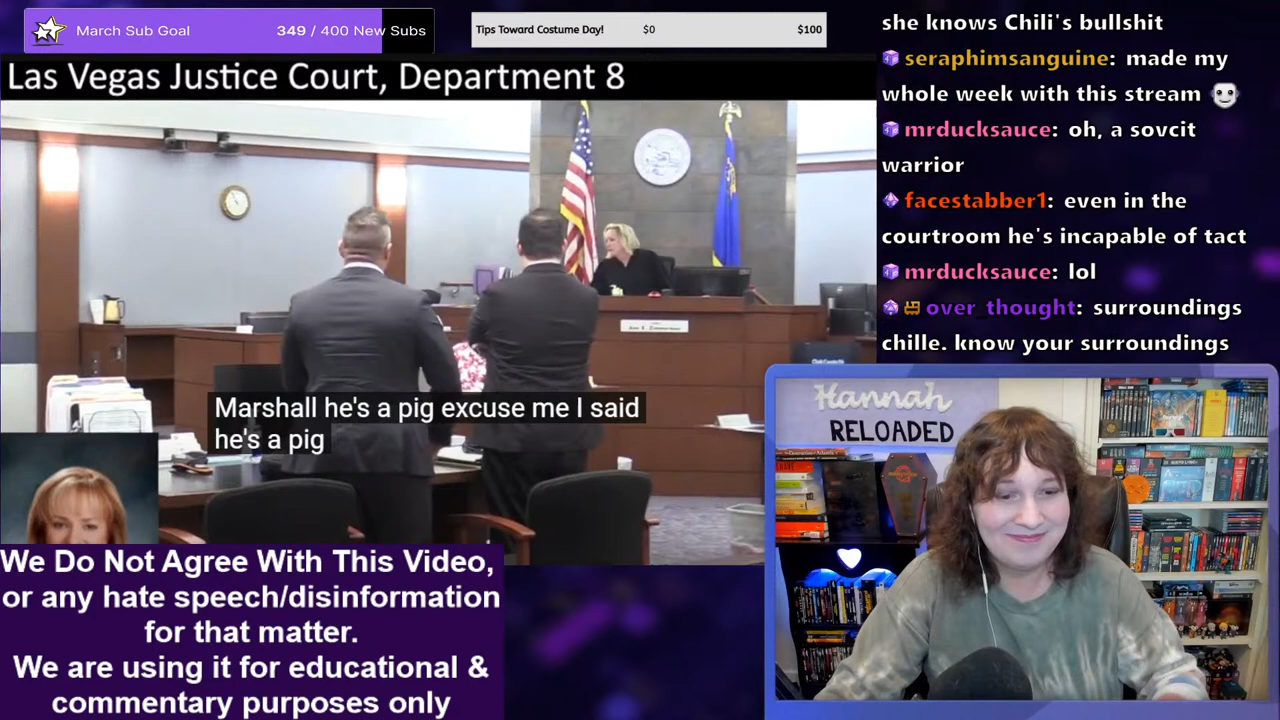 March Sub Goal
349 / 400 New Subs
Tips Toward Costume Day!
$0
$100
Las Vegas Justice Court, Department 8
Marshall he's a pig excuse me I said
he's a pig
We Do Not Agree With This Video,
or any hate speech/disinformation
for that matter.
We are using it for educational &
commentary purposes only
she knows Chili's bullshit
seraphimsanguine: made my
whole week with this stream
mrducksauce: oh, a sovcit
warrior
facestabber1: even in the
courtroom he's incapable of tact
mrducksauce: lol
over_thought: surroundings
chille. know your surroundings
Hannah
RELOADED